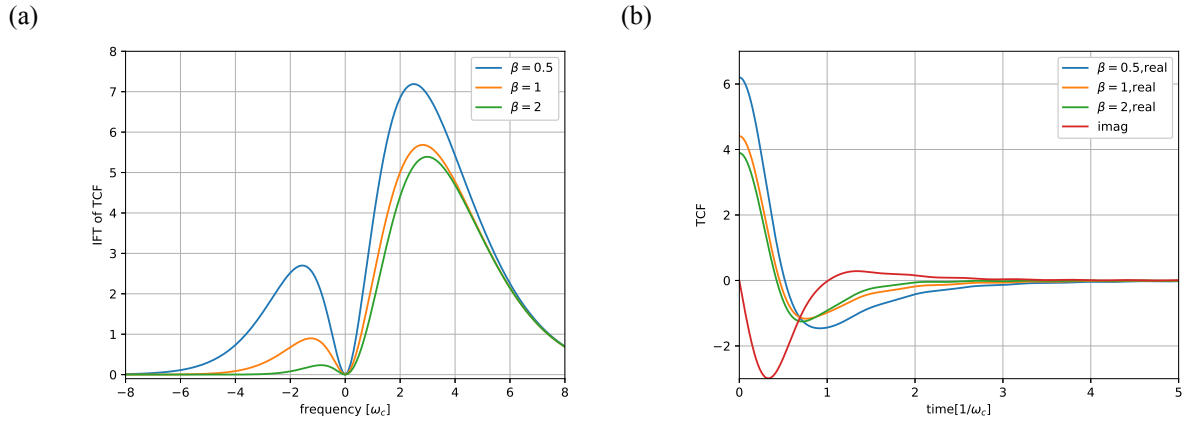 (a)
(b)
8
7
6
5
4
3
2
1
0
IFT of TCF
−8
−6
−4
−2
0
2
4
6
8
frequency [ω_c]
β = 0.5
β = 1
β = 2
6
4
2
0
−2
TCF
0
1
2
3
4
5
time[1/ω_c]
β = 0.5,real
β = 1,real
β = 2,real
imag